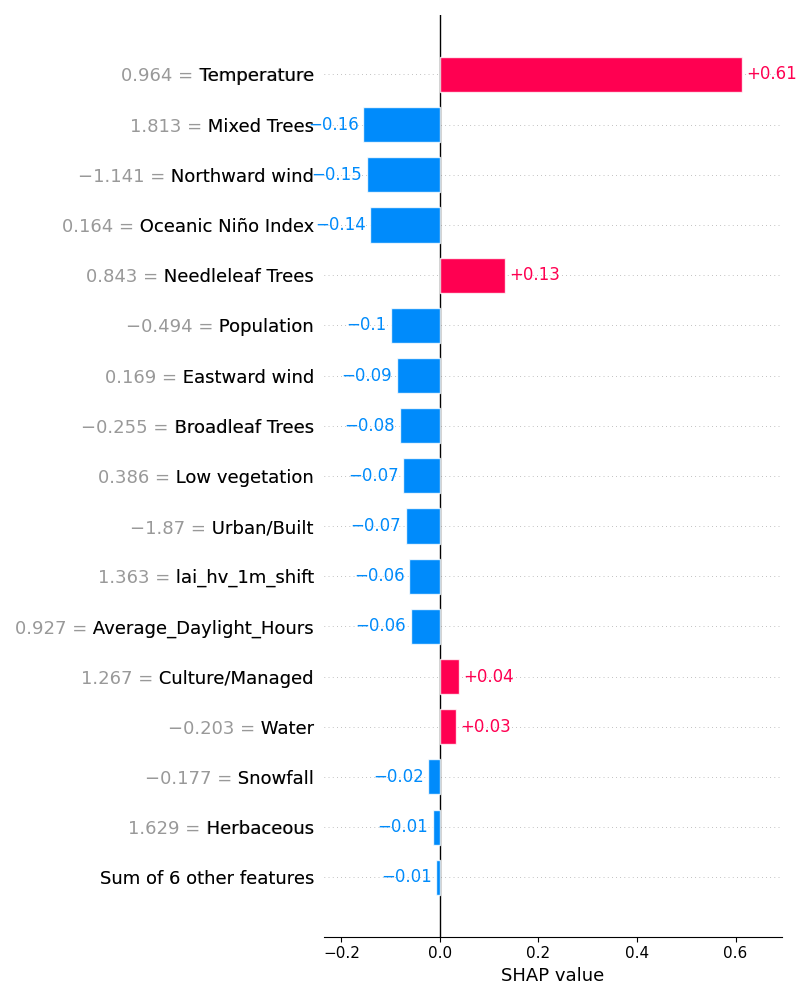 0.964 = Temperature +0.61
1.813 = Mixed Trees −0.16
−1.141 = Northward wind −0.15
0.164 = Oceanic Niño Index −0.14
0.843 = Needleleaf Trees +0.13
−0.494 = Population −0.1
0.169 = Eastward wind −0.09
−0.255 = Broadleaf Trees −0.08
0.386 = Low vegetation −0.07
−1.87 = Urban/Built −0.07
1.363 = lai_hv_1m_shift −0.06
0.927 = Average_Daylight_Hours −0.06
1.267 = Culture/Managed +0.04
−0.203 = Water +0.03
−0.177 = Snowfall −0.02
1.629 = Herbaceous −0.01
Sum of 6 other features −0.01
−0.2 0.0 0.2 0.4 0.6
SHAP value